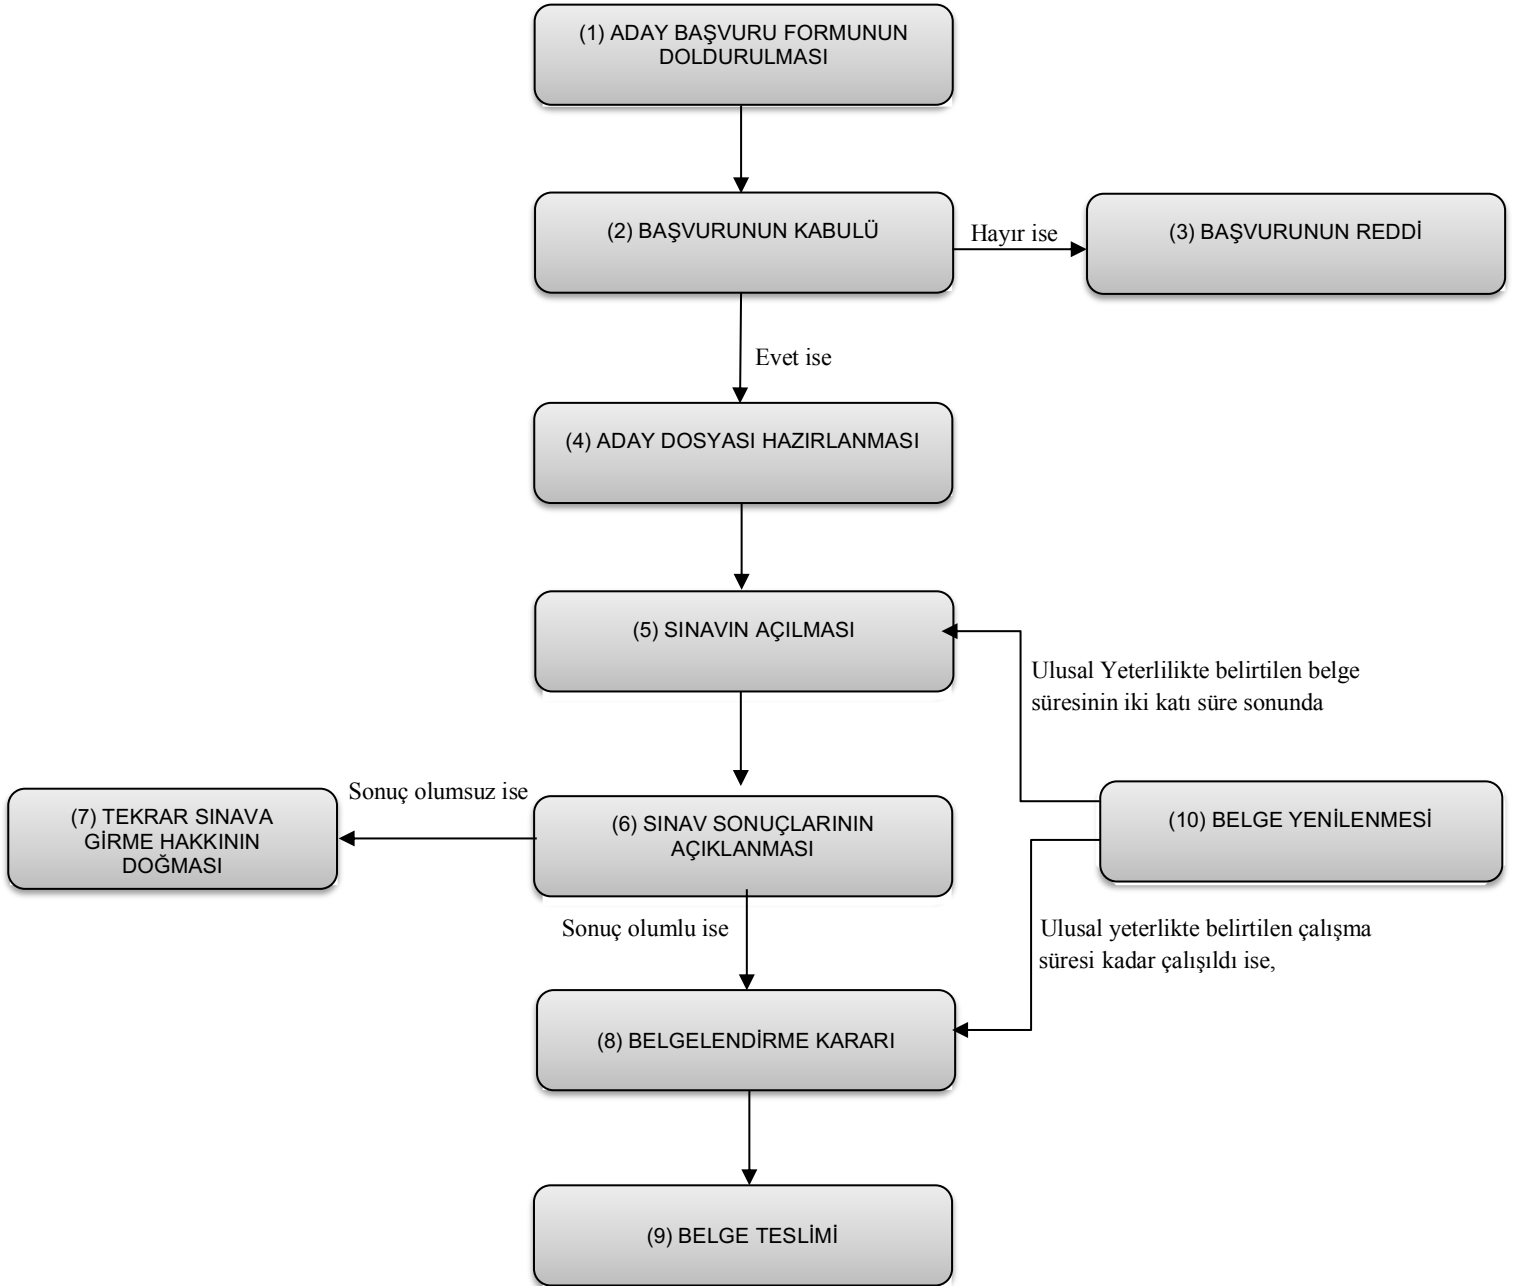 (1) ADAY BAŞVURU FORMUNUN
DOLDURULMASI
(2) BAŞVURUNUN KABULÜ
Hayır ise
(3) BAŞVURUNUN REDDİ
Evet ise
(4) ADAY DOSYASI HAZIRLANMASI
(5) SINAVIN AÇILMASI
Ulusal Yeterlilikte belirtilen belge
süresinin iki katı süre sonunda
Sonuç olumsuz ise
(7) TEKRAR SINAVA
GİRME HAKKININ
DOĞMASI
(6) SINAV SONUÇLARININ
AÇIKLANMASI
(10) BELGE YENİLENMESİ
Sonuç olumlu ise
Ulusal yeterlikte belirtilen çalışma
süresi kadar çalışıldı ise,
(8) BELGELENDİRME KARARI
(9) BELGE TESLİMİ